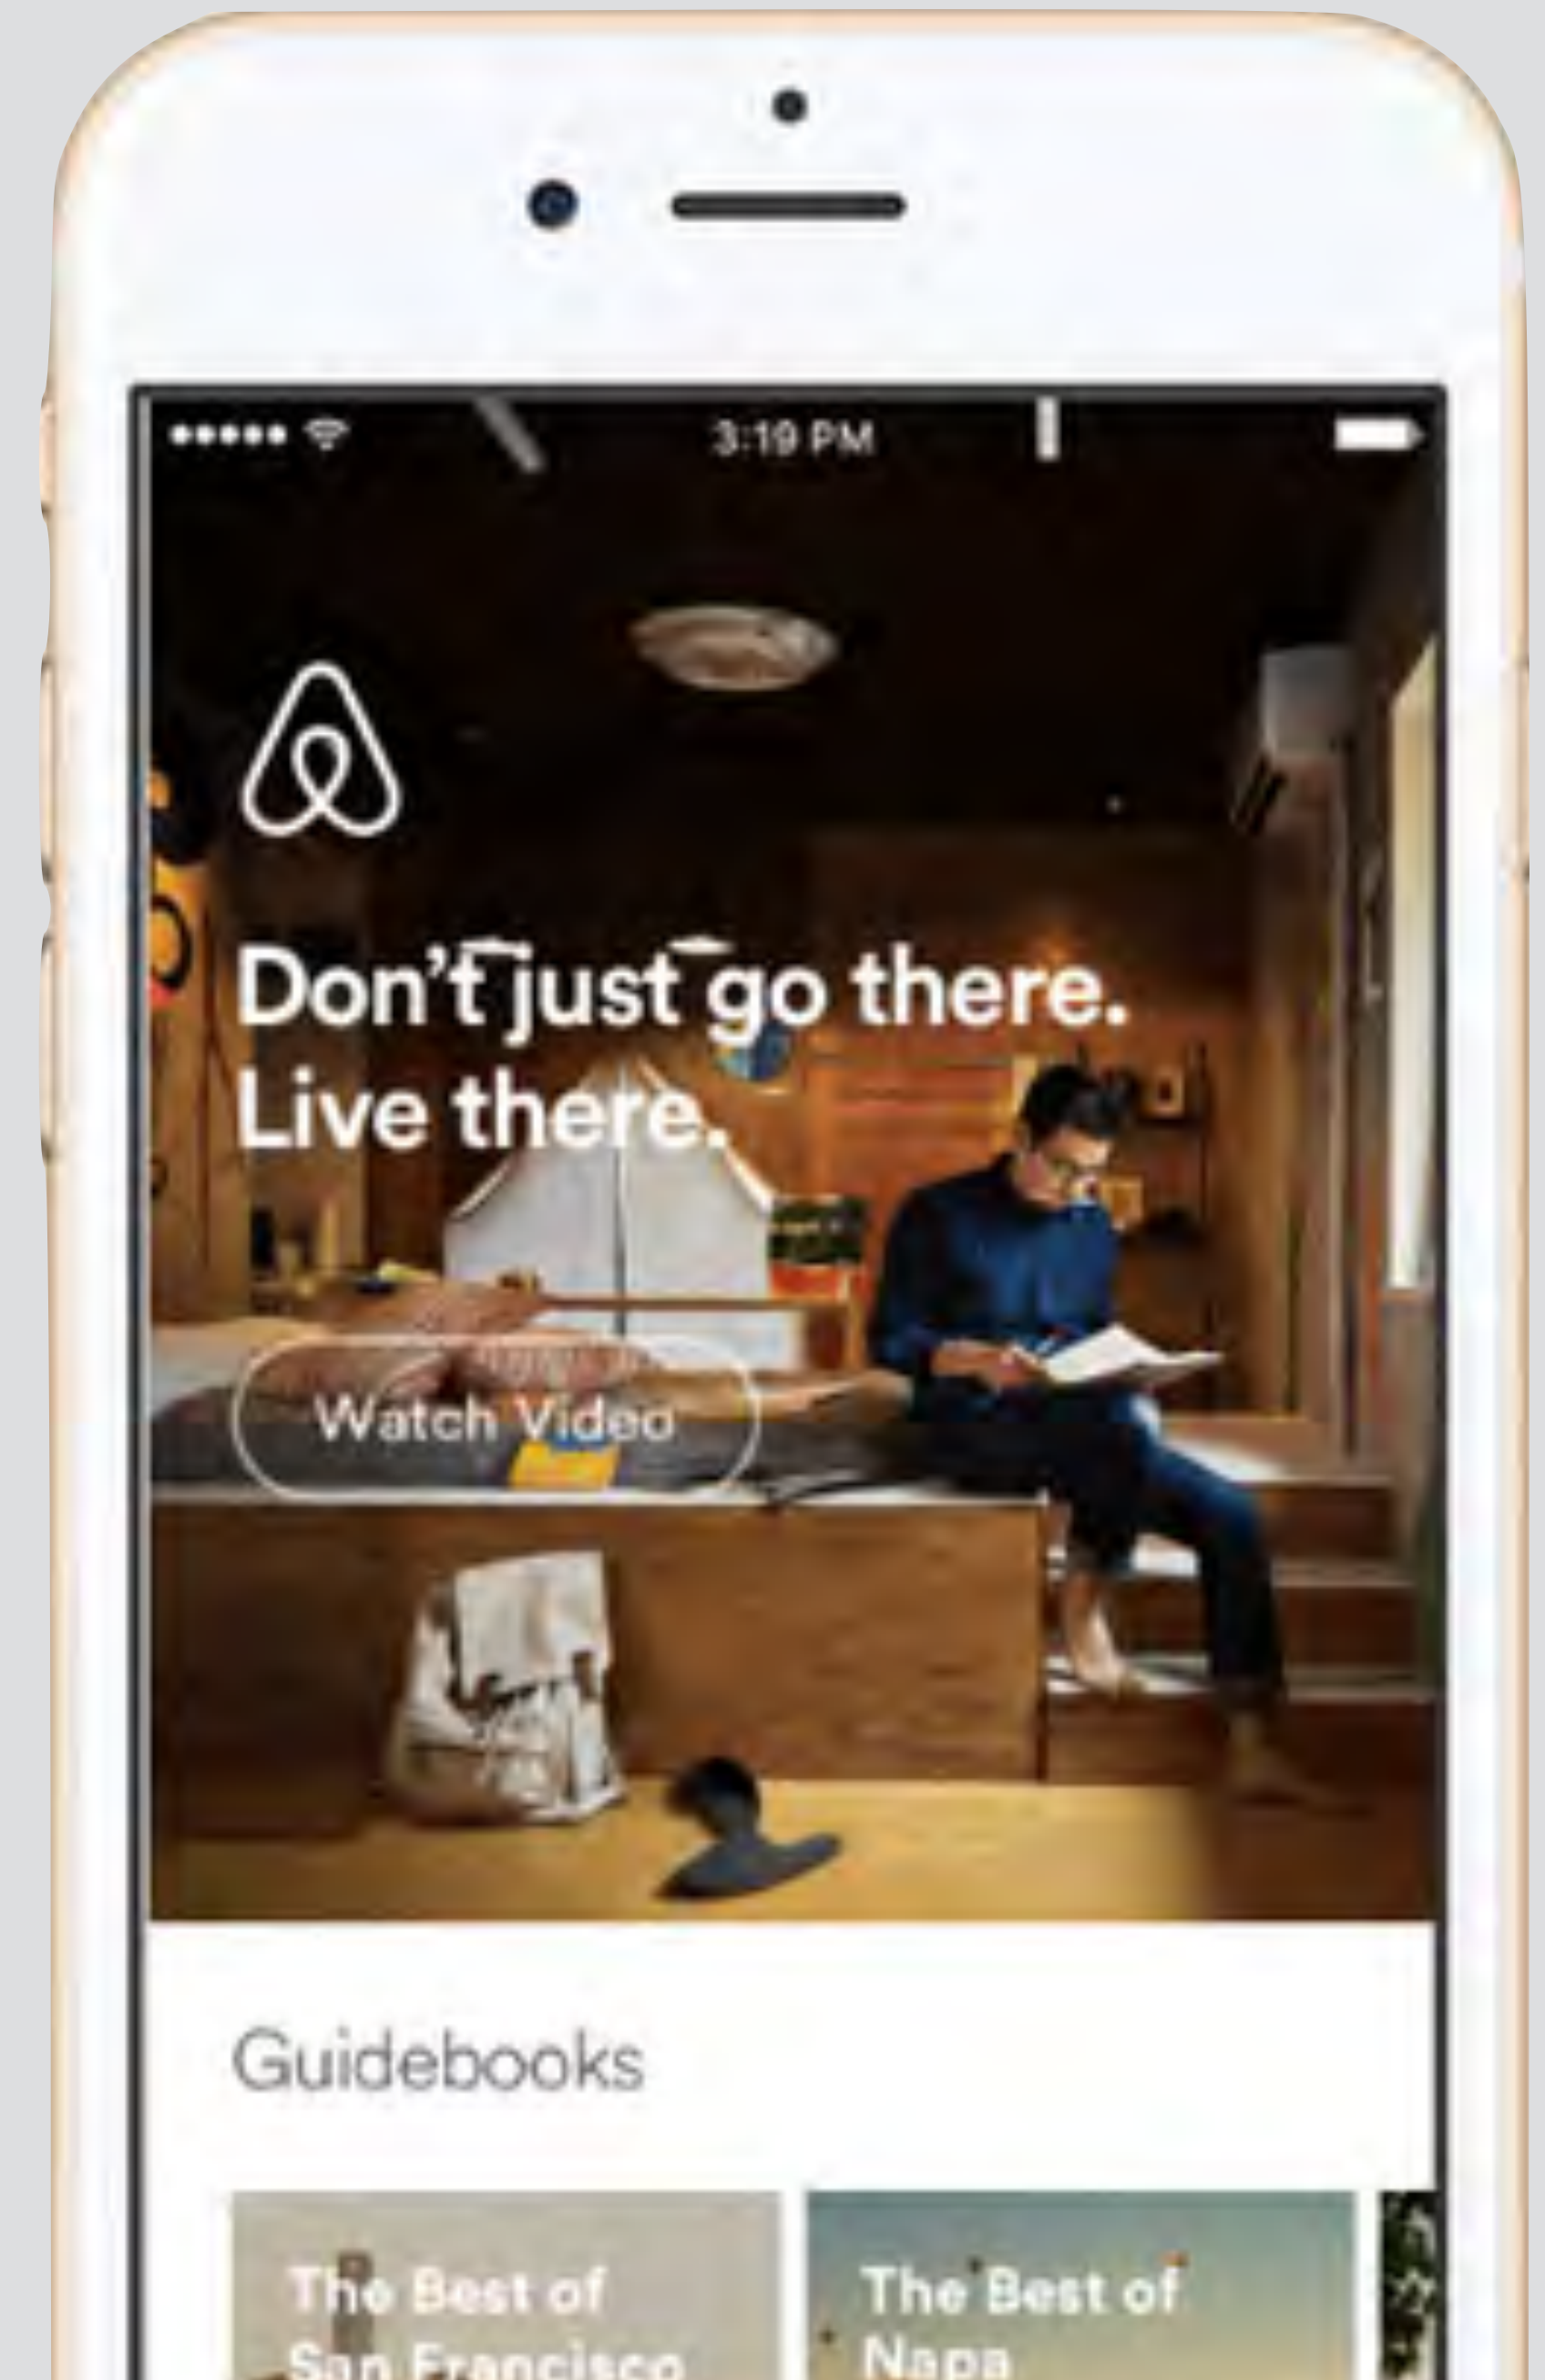 3:19 PM
Don't just go there.
Live there.
Watch Video
Guidebooks
The Best of
San Francisco
The Best of
Napa